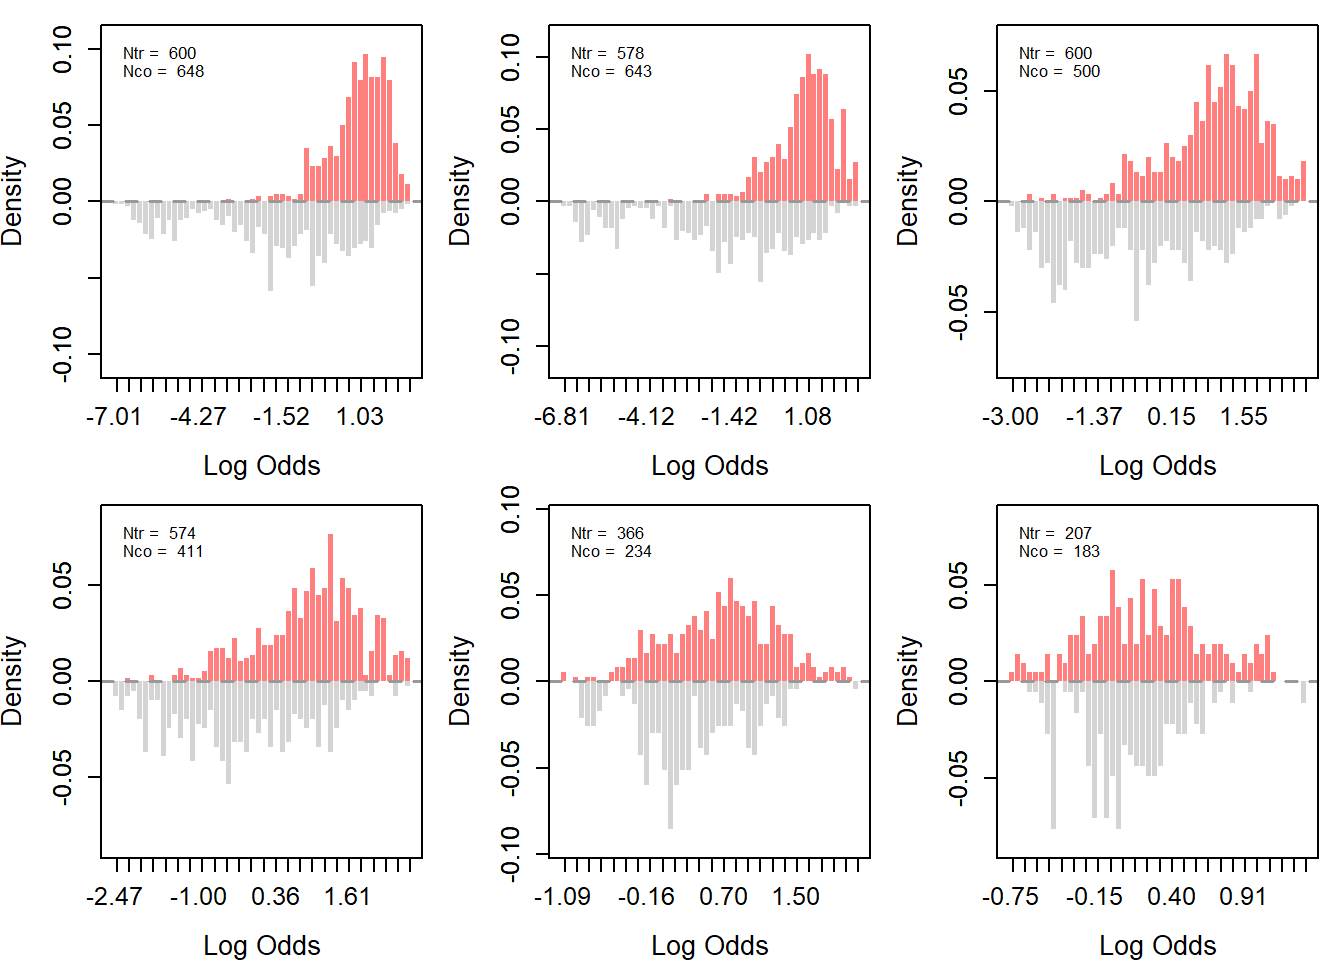 Ntr = 600
Nco = 648
0.10
0.05
0.00
-0.10
Density
-7.01 -4.27 -1.52 1.03
Log Odds
Ntr = 578
Nco = 643
0.10
0.05
0.00
-0.10
Density
-6.81 -4.12 -1.42 1.08
Log Odds
Ntr = 600
Nco = 500
0.05
0.00
-0.05
Density
-3.00 -1.37 0.15 1.55
Log Odds
Ntr = 574
Nco = 411
0.05
0.00
-0.05
Density
-2.47 -1.00 0.36 1.61
Log Odds
Ntr = 366
Nco = 234
0.10
0.05
0.00
-0.05
-0.10
Density
-1.09 -0.16 0.70 1.50
Log Odds
Ntr = 207
Nco = 183
0.05
0.00
-0.05
Density
-0.75 -0.15 0.40 0.91
Log Odds